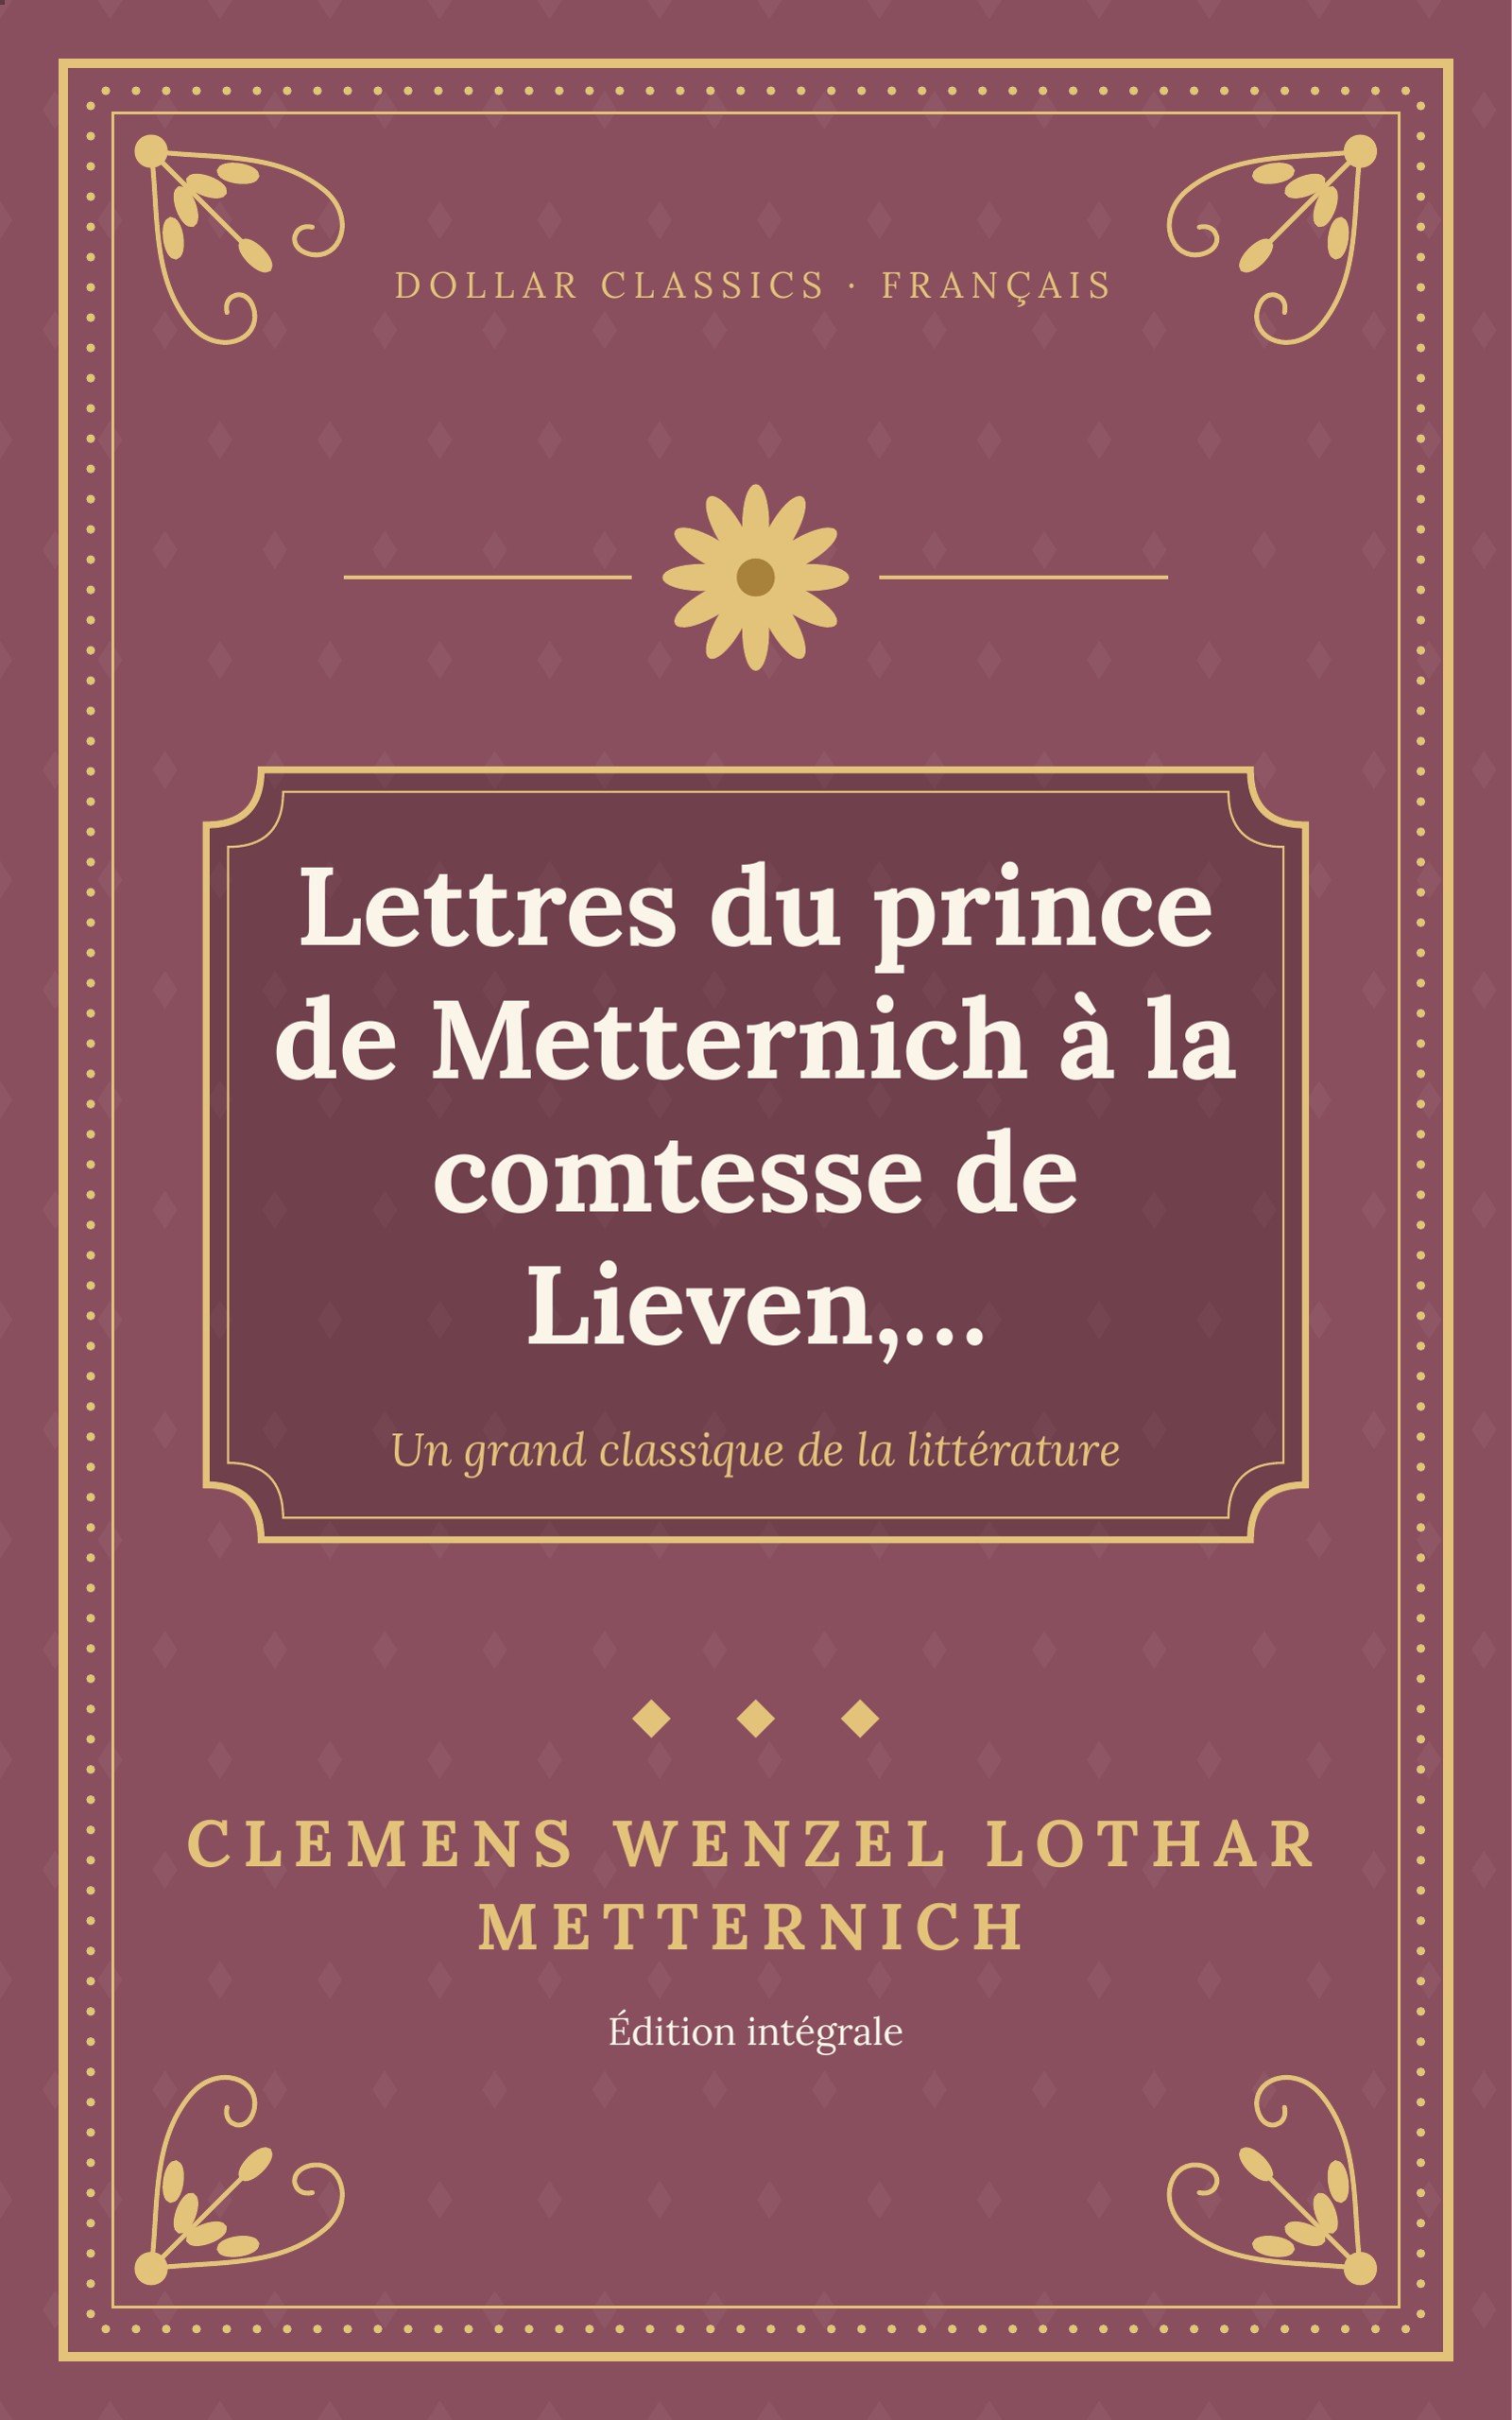 DOLLAR CLASSICS · FRANÇAIS
Lettres du prince
de Metternich à la
comtesse de
Lieven,...
Un grand classique de la littérature
CLEMENS WENZEL LOTHAR
METTERNICH
Édition intégrale